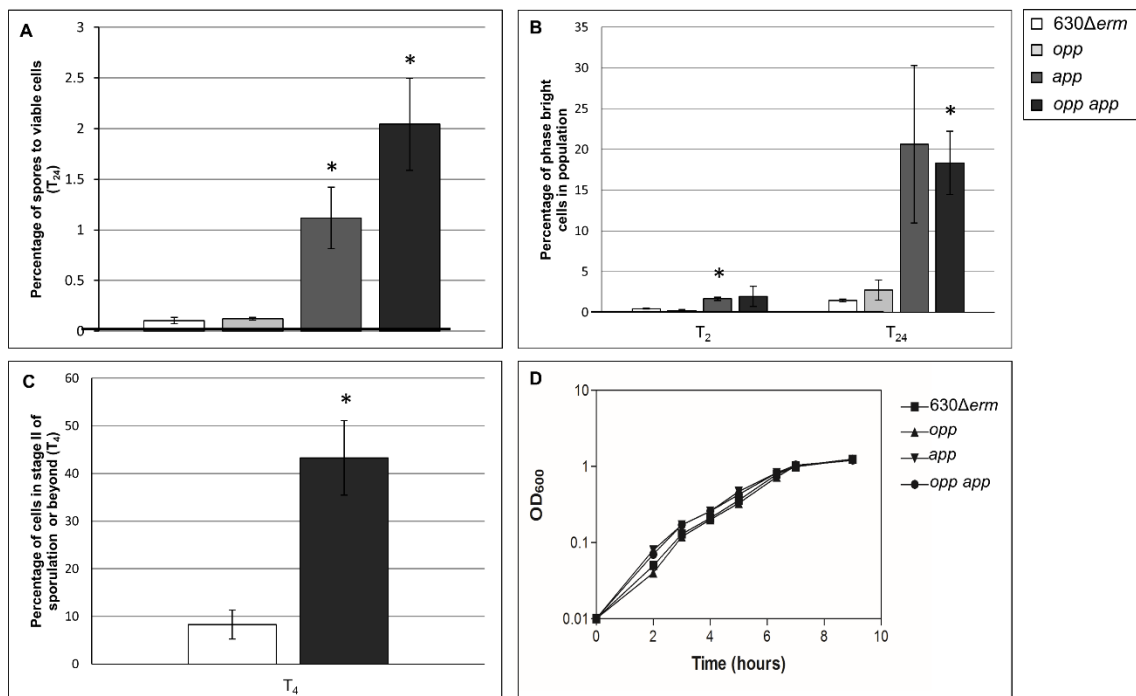 A
Percentage of spores to viable cells
(T24)
3
2.5
2
1.5
1
0.5
0
*
*
B
Percentage of phase bright
cells in population
35
30
25
20
15
10
5
0
*
*
T2
T24
630Δerm
opp
app
opp app
C
Percentage of cells in stage II of
sporulation or beyond (T4)
60
50
40
30
20
10
0
*
T4
D
OD600
10
1
0.1
0.01
0
2
4
6
8
10
Time (hours)
630Δerm
opp
app
opp app